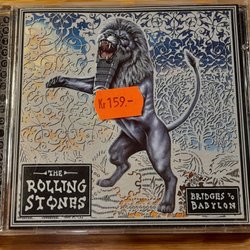 Kr 159.-
THE
ROLLING
STONES
BRIDGES TO
BABYLON